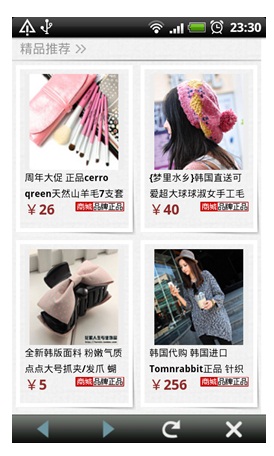 23:30
精品推荐 >>
周年大促 正品cerro
qreen天然山羊毛7支套
¥26 商城 品牌正品
{梦里水乡}韩国直送可
爱超大球球淑女手工毛
¥40 商城 品牌正品
全新韩版面料 粉嫩气质
点点大号抓夹/发爪 蝴
¥5 商城 品牌正品
韩国代购 韩国进口
Tomnrabbit正品 针织
¥256 商城 品牌正品